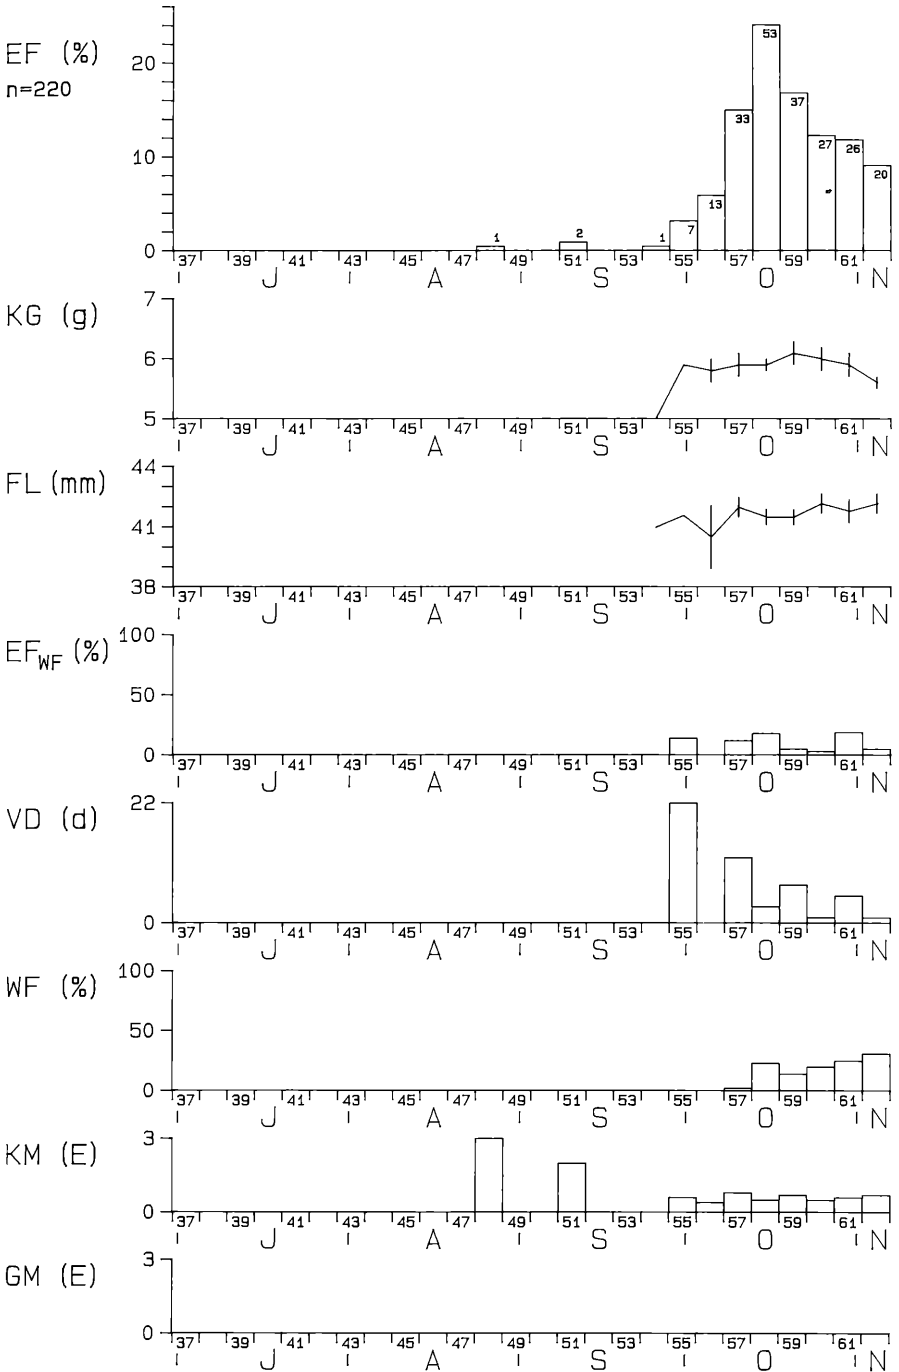 EF (%)
n=220
20
10
0
1
2
1
7
13
33
53
37
27
26
20
37 39 41 43 45 47 49 51 53 55 57 59 61
J A S O N
KG (g)
7
6
5
37 39 41 43 45 47 49 51 53 55 57 59 61
J A S O N
FL (mm)
44
41
38
37 39 41 43 45 47 49 51 53 55 57 59 61
J A S O N
EFWF (%)
100
50
0
37 39 41 43 45 47 49 51 53 55 57 59 61
J A S O N
VD (d)
22
0
37 39 41 43 45 47 49 51 53 55 57 59 61
J A S O N
WF (%)
100
50
0
37 39 41 43 45 47 49 51 53 55 57 59 61
J A S O N
KM (E)
3
0
37 39 41 43 45 47 49 51 53 55 57 59 61
J A S O N
GM (E)
3
0
37 39 41 43 45 47 49 51 53 55 57 59 61
J A S O N